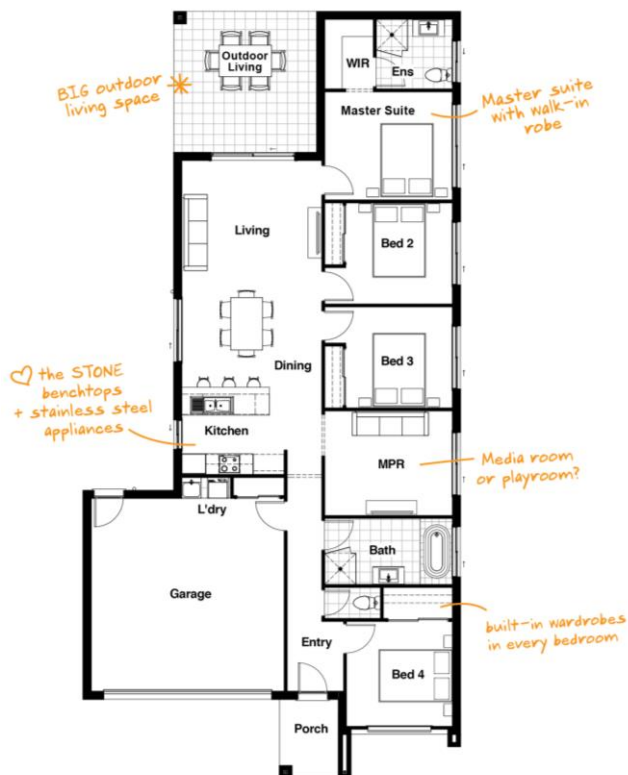 Outdoor
Living
BIG outdoor
living space
WIR
Ens
Master Suite
Master suite
with walk-in
robe
Living
Bed 2
Dining
Bed 3
♡ the STONE
benchtops
+ stainless steel
appliances
Kitchen
MPR
Media room
or playroom?
L'dry
Bath
Garage
built-in wardrobes
in every bedroom
Entry
Bed 4
Porch